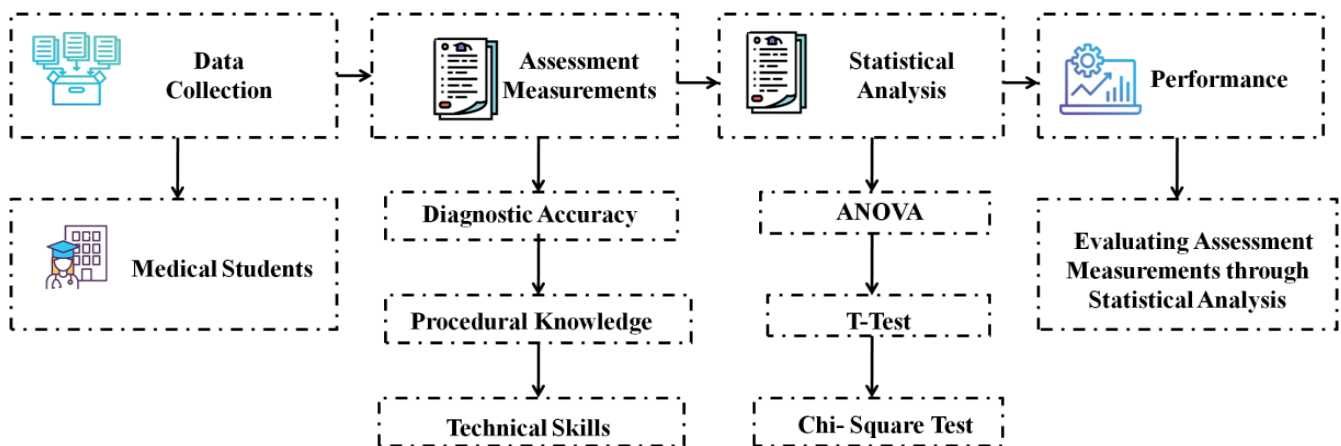 Data
Collection
Assessment
Measurements
Statistical
Analysis
Performance
Medical Students
Diagnostic Accuracy
Procedural Knowledge
Technical Skills
ANOVA
T-Test
Chi- Square Test
Evaluating Assessment
Measurements through
Statistical Analysis